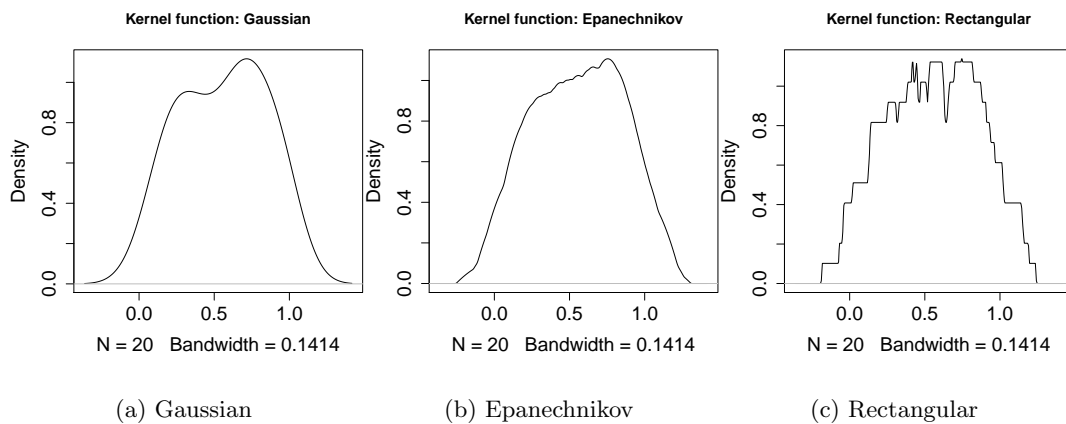 Kernel function: Gaussian
Density
0.0 0.4 0.8
0.0 0.5 1.0
N = 20 Bandwidth = 0.1414
(a) Gaussian
Kernel function: Epanechnikov
Density
0.0 0.4 0.8
0.0 0.5 1.0
N = 20 Bandwidth = 0.1414
(b) Epanechnikov
Kernel function: Rectangular
Density
0.0 0.4 0.8
0.0 0.5 1.0
N = 20 Bandwidth = 0.1414
(c) Rectangular